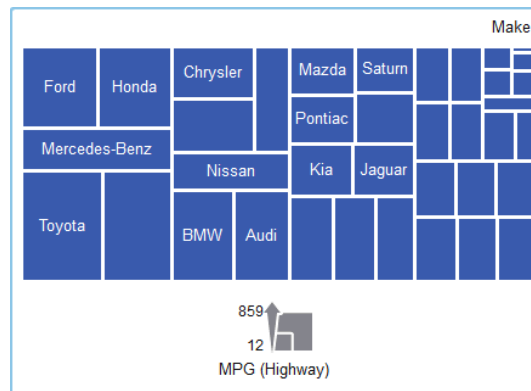 Make
Ford
Honda
Chrysler
Mazda
Saturn
Pontiac
Mercedes-Benz
Nissan
Kia
Jaguar
Toyota
BMW
Audi
859
12
MPG (Highway)